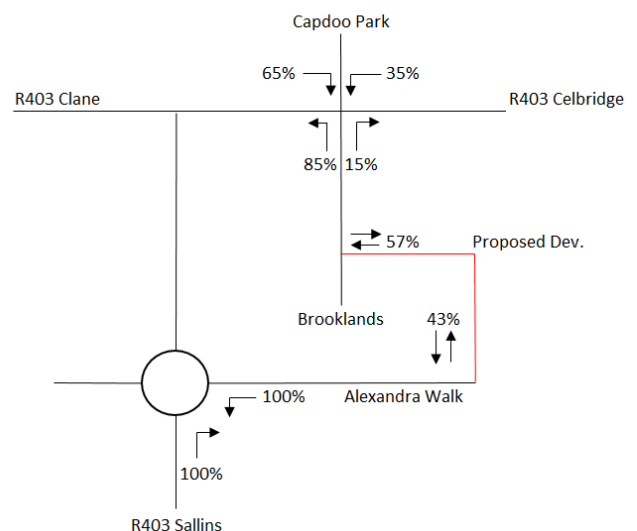 Capdoo Park
65%
35%
R403 Clane
R403 Celbridge
85%
15%
57%
Proposed Dev.
Brooklands
43%
100%
Alexandra Walk
100%
R403 Sallins